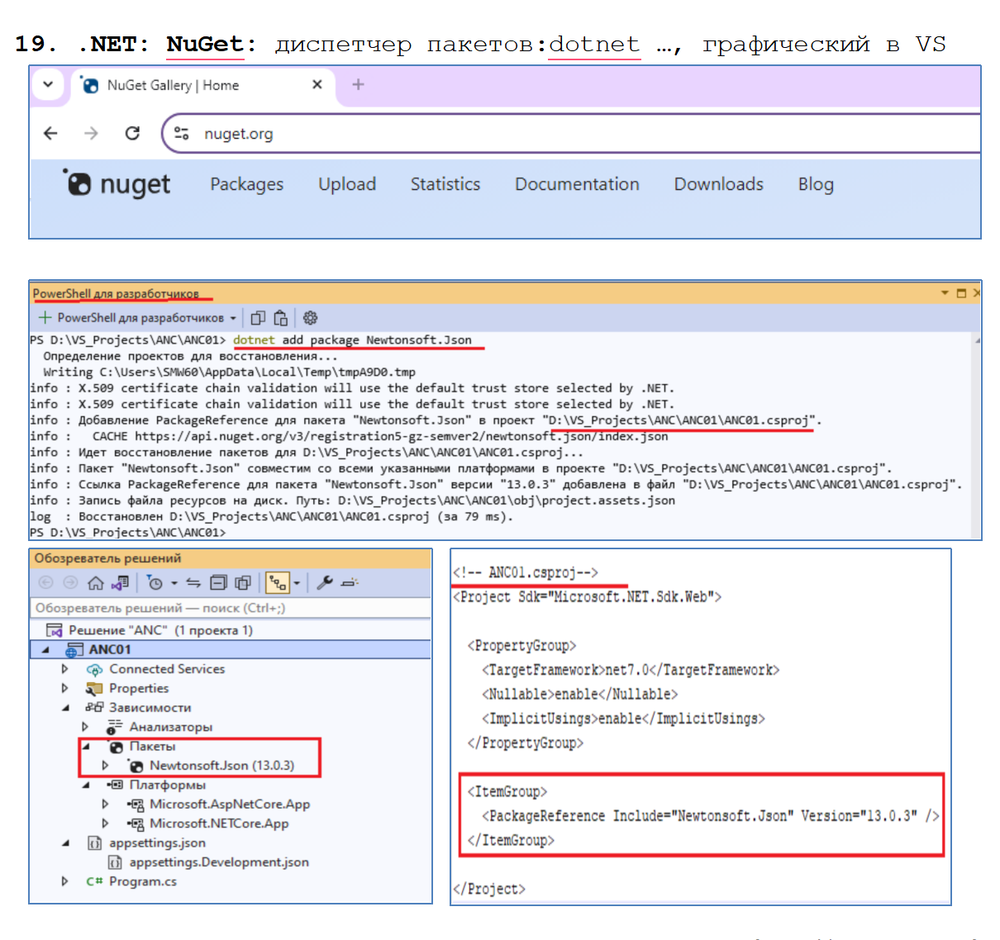 19. .NET: NuGet: диспетчер пакетов:dotnet …, графический в VS
NuGet Gallery | Home
nuget.org
nuget Packages Upload Statistics Documentation Downloads Blog
PowerShell для разработчиков
PowerShell для разработчиков
PS D:\VS_Projects\ANC\ANC01> dotnet add package Newtonsoft.Json
Определение проектов для восстановления...
Writing C:\Users\SMW60\AppData\Local\Temp\tmpA9D0.tmp
info : X.509 certificate chain validation will use the default trust store selected by .NET.
info : X.509 certificate chain validation will use the default trust store selected by .NET.
info : Добавление PackageReference для пакета "Newtonsoft.Json" в проект "D:\VS_Projects\ANC\ANC01\ANC01.csproj".
info : CACHE https://api.nuget.org/v3/registration5-gz-semver2/newtonsoft.json/index.json
info : Идет восстановление пакетов для D:\VS_Projects\ANC\ANC01\ANC01.csproj...
info : Пакет "Newtonsoft.Json" совместим со всеми указанными платформами в проекте "D:\VS_Projects\ANC\ANC01\ANC01.csproj".
info : Ссылка PackageReference для пакета "Newtonsoft.Json" версии "13.0.3" добавлена в файл "D:\VS_Projects\ANC\ANC01\ANC01.csproj".
info : Запись файла ресурсов на диск. Путь: D:\VS_Projects\ANC\ANC01\obj\project.assets.json
log : Восстановлен D:\VS_Projects\ANC\ANC01\ANC01.csproj (за 79 ms).
PS D:\VS_Projects\ANC\ANC01>
Обозреватель решений
Обозреватель решений — поиск (Ctrl+;)
Решение "ANC" (1 проекта 1)
ANC01
Connected Services
Properties
Зависимости
Анализаторы
Пакеты
Newtonsoft.Json (13.0.3)
Платформы
Microsoft.AspNetCore.App
Microsoft.NETCore.App
appsettings.json
appsettings.Development.json
C# Program.cs
<!-- ANC01.csproj-->
<Project Sdk="Microsoft.NET.Sdk.Web">
<PropertyGroup>
<TargetFramework>net7.0</TargetFramework>
<Nullable>enable</Nullable>
<ImplicitUsings>enable</ImplicitUsings>
</PropertyGroup>
<ItemGroup>
<PackageReference Include="Newtonsoft.Json" Version="13.0.3" />
</ItemGroup>
</Project>